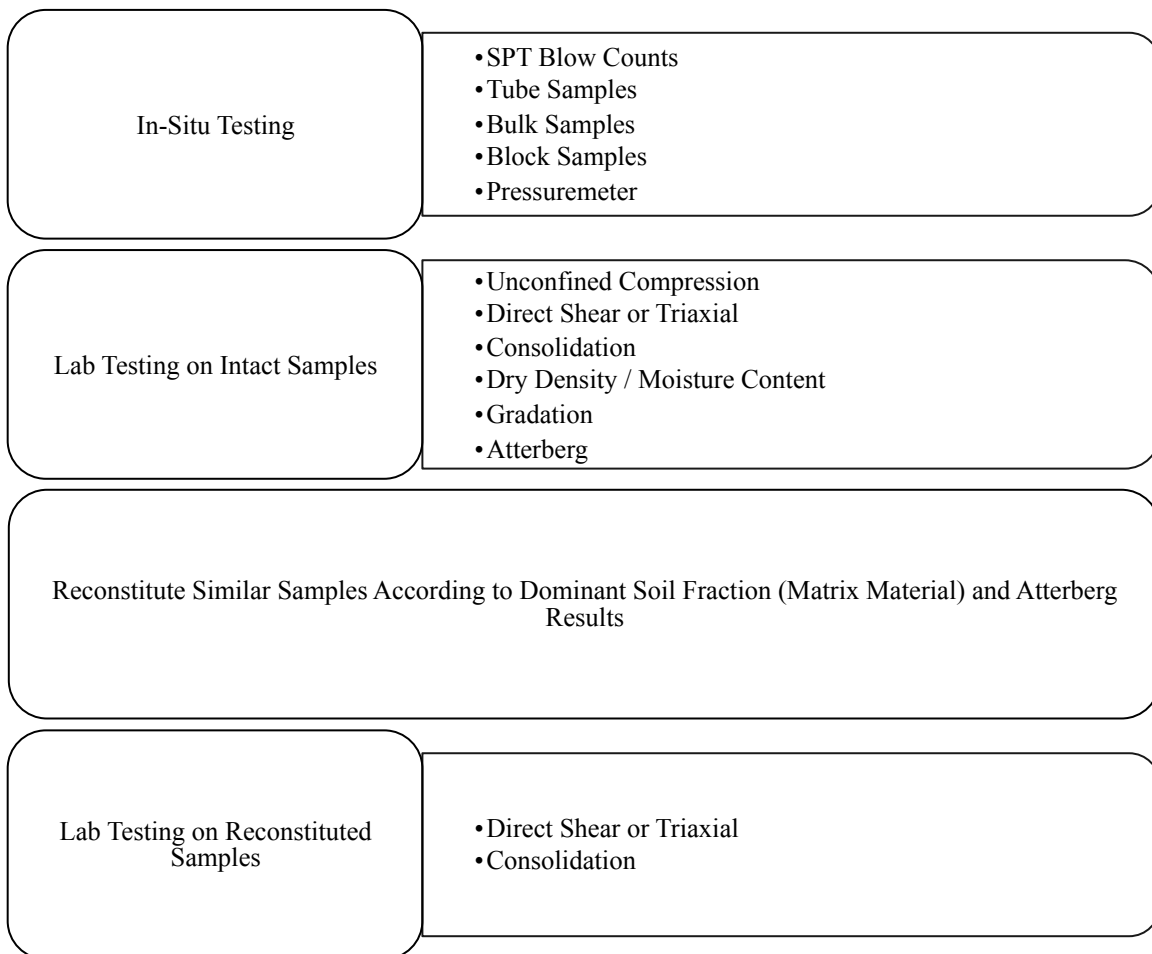 In-Situ Testing
•SPT Blow Counts
•Tube Samples
•Bulk Samples
•Block Samples
•Pressuremeter
Lab Testing on Intact Samples
•Unconfined Compression
•Direct Shear or Triaxial
•Consolidation
•Dry Density / Moisture Content
•Gradation
•Atterberg
Reconstitute Similar Samples According to Dominant Soil Fraction (Matrix Material) and Atterberg
Results
Lab Testing on Reconstituted
Samples
•Direct Shear or Triaxial
•Consolidation